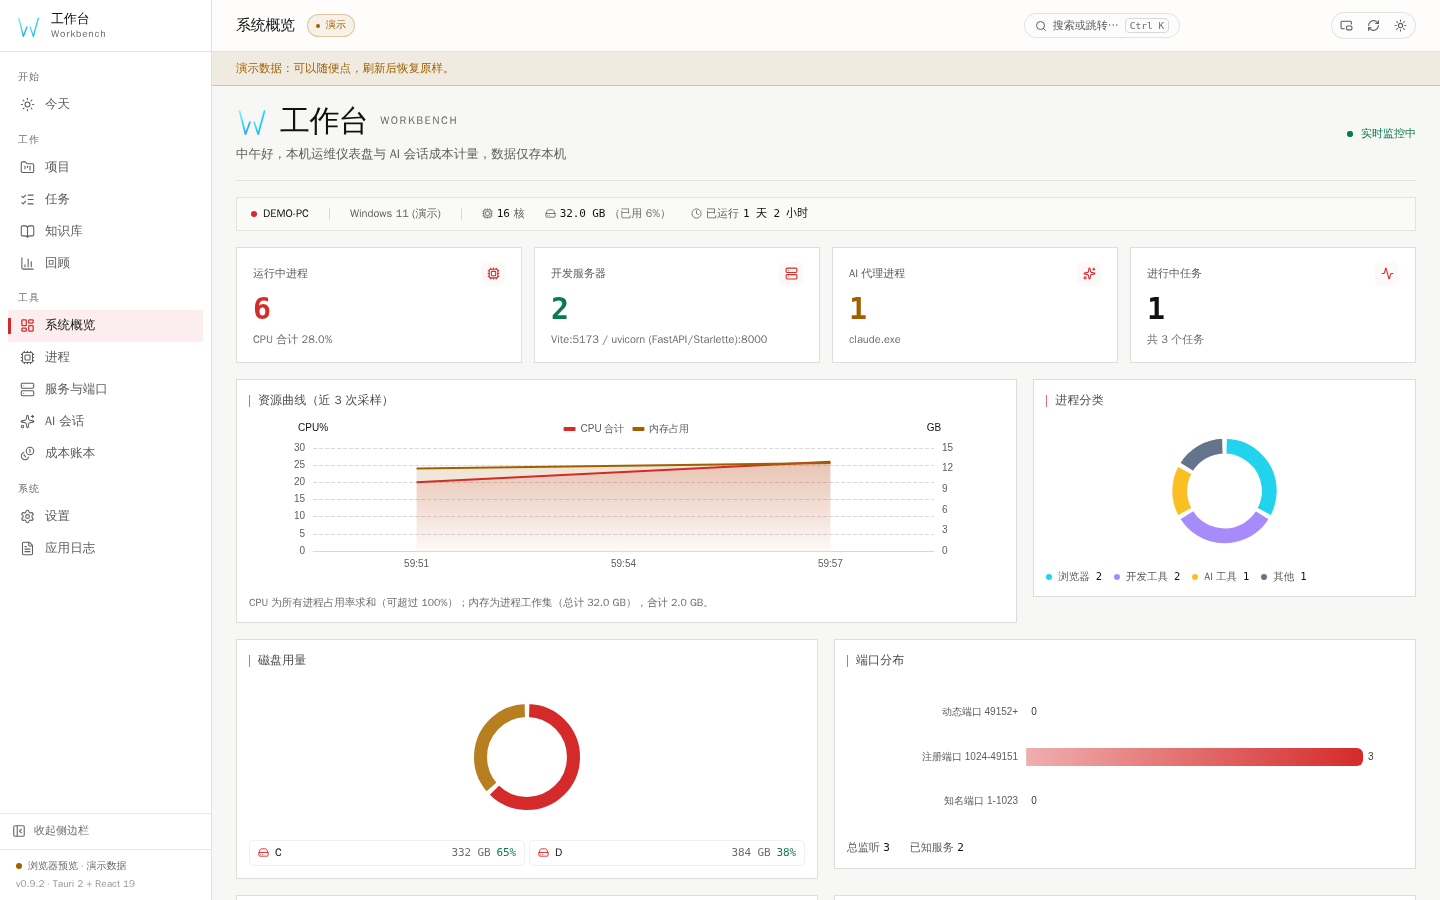 工作台
Workbench
开始
今天
工作
项目
任务
知识库
回顾
工具
系统概览
进程
服务与端口
AI 会话
成本账本
系统
设置
应用日志
收起侧边栏
浏览器预览 · 演示数据
v0.9.2 · Tauri 2 + React 19
系统概览
演示
搜索或跳转… Ctrl K
演示数据：可以随便点，刷新后恢复原样。
工作台 WORKBENCH
中午好，本机运维仪表盘与 AI 会话成本计量，数据仅存本机
实时监控中
DEMO-PC
Windows 11 (演示)
16 核
32.0 GB （已用 6%）
已运行 1 天 2 小时
运行中进程
6
CPU 合计 28.0%
开发服务器
2
Vite:5173 / uvicorn (FastAPI/Starlette):8000
AI 代理进程
1
claude.exe
进行中任务
1
共 3 个任务
资源曲线（近 3 次采样）
CPU%
CPU 合计
内存占用
GB
30
25
20
15
10
5
0
15
12
9
6
3
0
59:51
59:54
59:57
CPU 为所有进程占用率求和（可超过 100%）；内存为进程工作集（总计 32.0 GB），合计 2.0 GB。
进程分类
浏览器 2
开发工具 2
AI 工具 1
其他 1
磁盘用量
C 332 GB 65%
D 384 GB 38%
端口分布
动态端口 49152+ 0
注册端口 1024-49151 3
知名端口 1-1023 0
总监听 3
已知服务 2